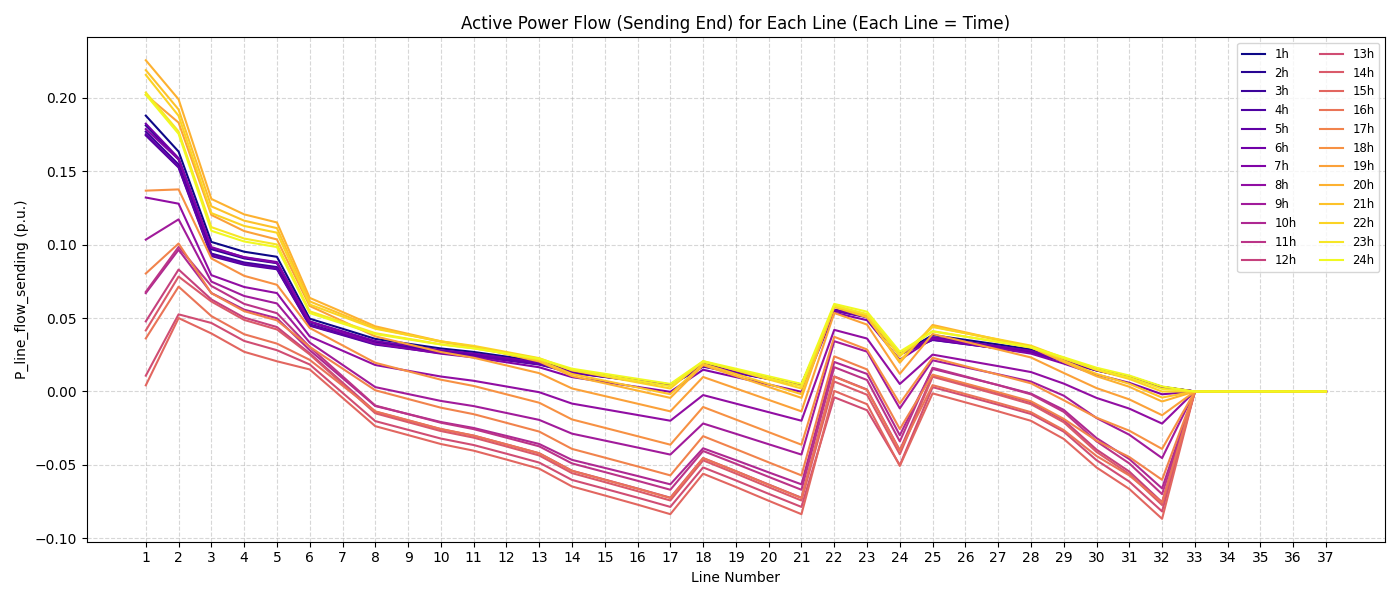 Active Power Flow (Sending End) for Each Line (Each Line = Time)
P_line_flow_sending (p.u.)
0.20
0.15
0.10
0.05
0.00
−0.05
−0.10
1h 13h
2h 14h
3h 15h
4h 16h
5h 17h
6h 18h
7h 19h
8h 20h
9h 21h
10h 22h
11h 23h
12h 24h
1 2 3 4 5 6 7 8 9 10 11 12 13 14 15 16 17 18 19 20 21 22 23 24 25 26 27 28 29 30 31 32 33 34 35 36 37
Line Number